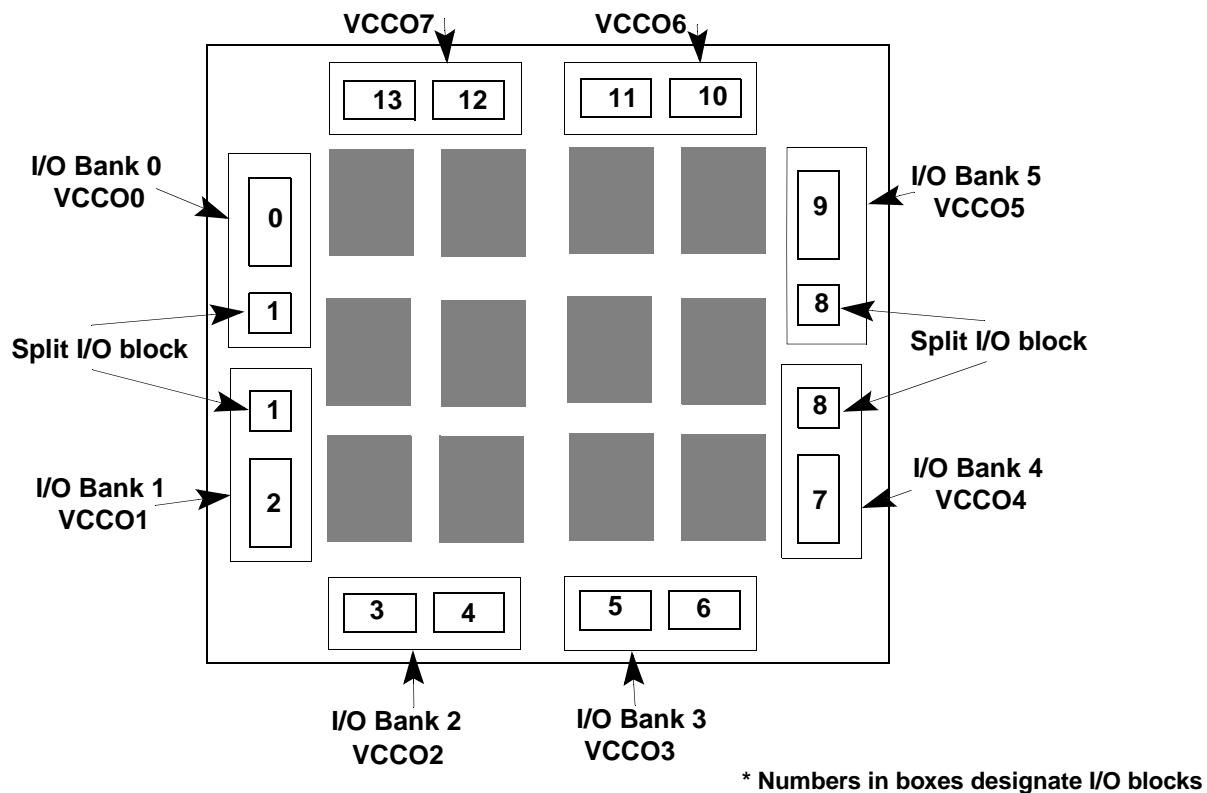 VCCO7
VCCO6
13
12
11
10
I/O Bank 0
VCCO0
0
9
I/O Bank 5
VCCO5
1
8
Split I/O block
Split I/O block
1
8
I/O Bank 1
VCCO1
2
7
I/O Bank 4
VCCO4
3
4
5
6
I/O Bank 2
VCCO2
I/O Bank 3
VCCO3
* Numbers in boxes designate I/O blocks